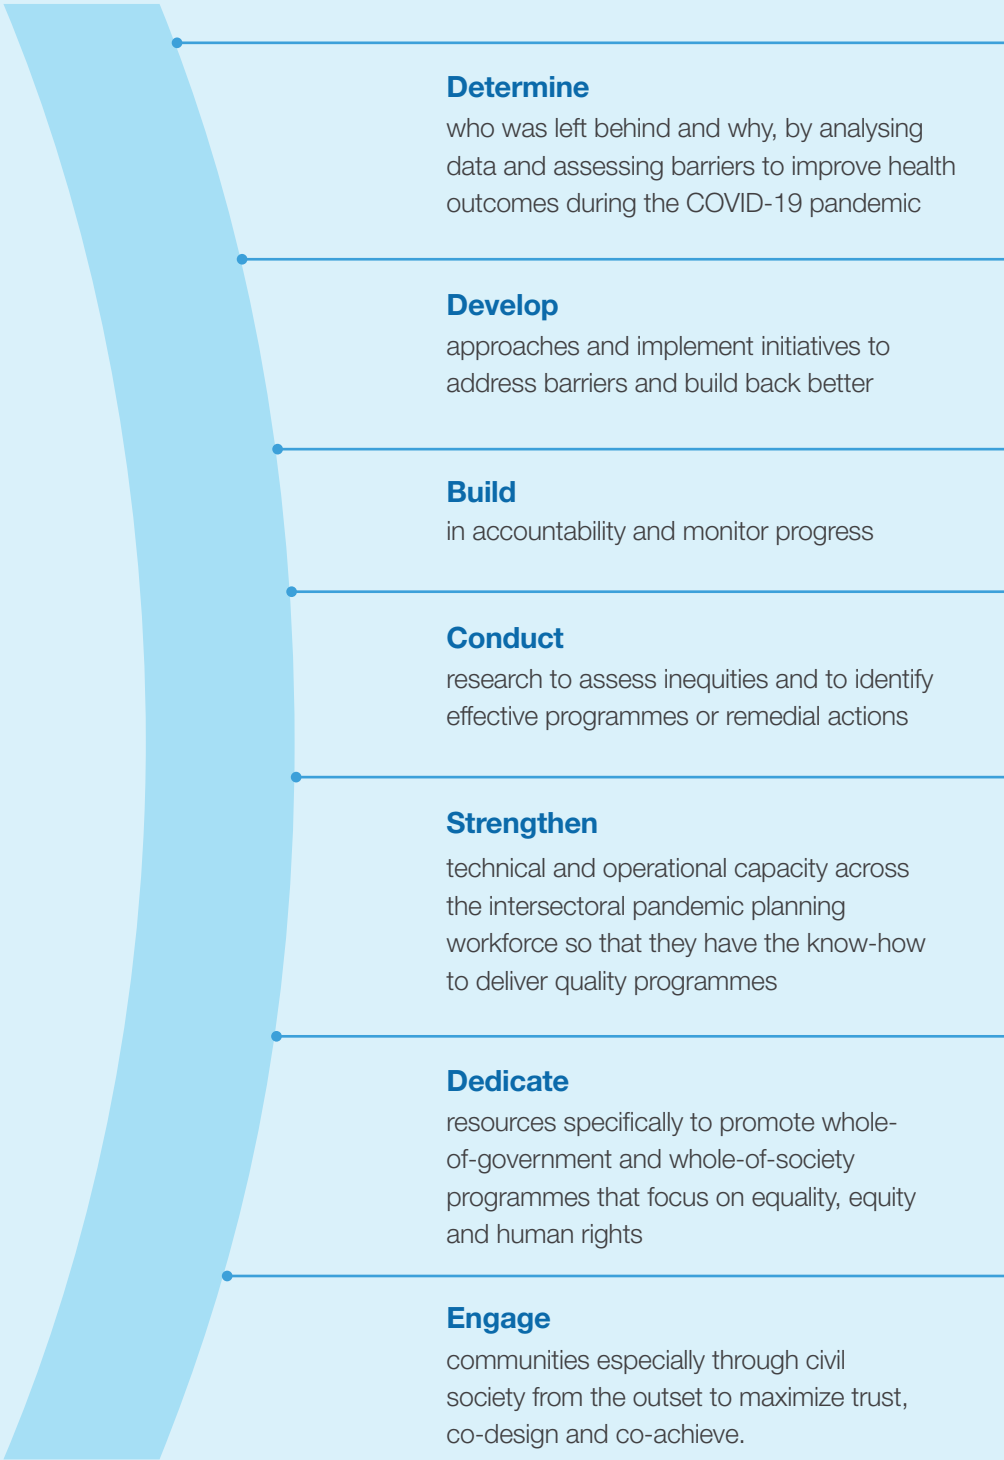 Determine
who was left behind and why, by analysing
data and assessing barriers to improve health
outcomes during the COVID-19 pandemic
Develop
approaches and implement initiatives to
address barriers and build back better
Build
in accountability and monitor progress
Conduct
research to assess inequities and to identify
effective programmes or remedial actions
Strengthen
technical and operational capacity across
the intersectoral pandemic planning
workforce so that they have the know-how
to deliver quality programmes
Dedicate
resources specifically to promote whole-
of-government and whole-of-society
programmes that focus on equality, equity
and human rights
Engage
communities especially through civil
society from the outset to maximize trust,
co-design and co-achieve.